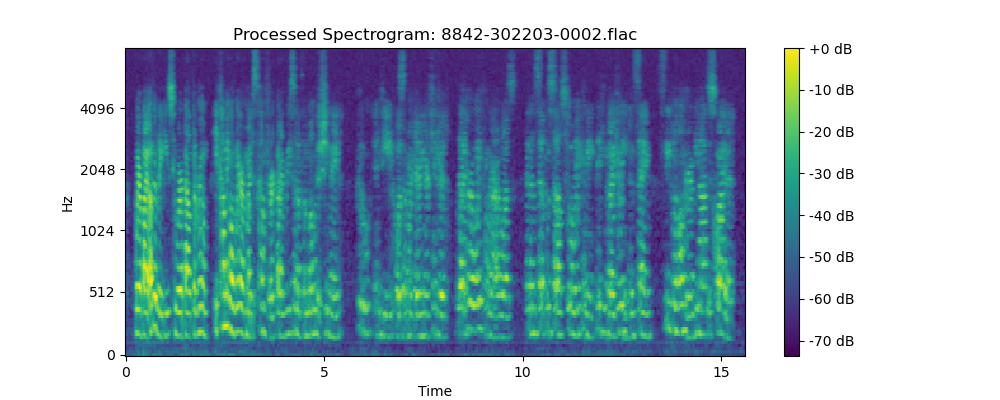 Processed Spectrogram: 8842-302203-0002.flac
+0 dB
-10 dB
-20 dB
-30 dB
-40 dB
-50 dB
-60 dB
-70 dB
Hz
4096
2048
1024
512
0
0 5 10 15
Time